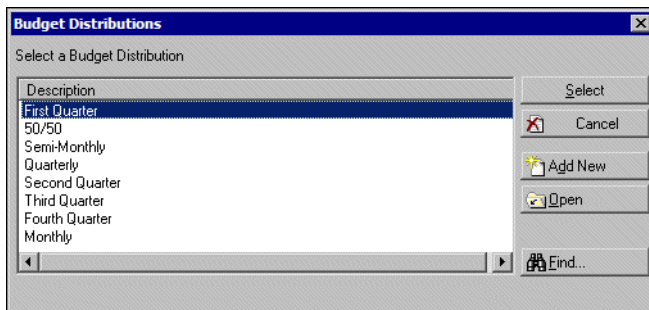 Budget Distributions
Select a Budget Distribution
Description
First Quarter
50/50
Semi-Monthly
Quarterly
Second Quarter
Third Quarter
Fourth Quarter
Monthly
Select
Cancel
Add New
Open
Find...